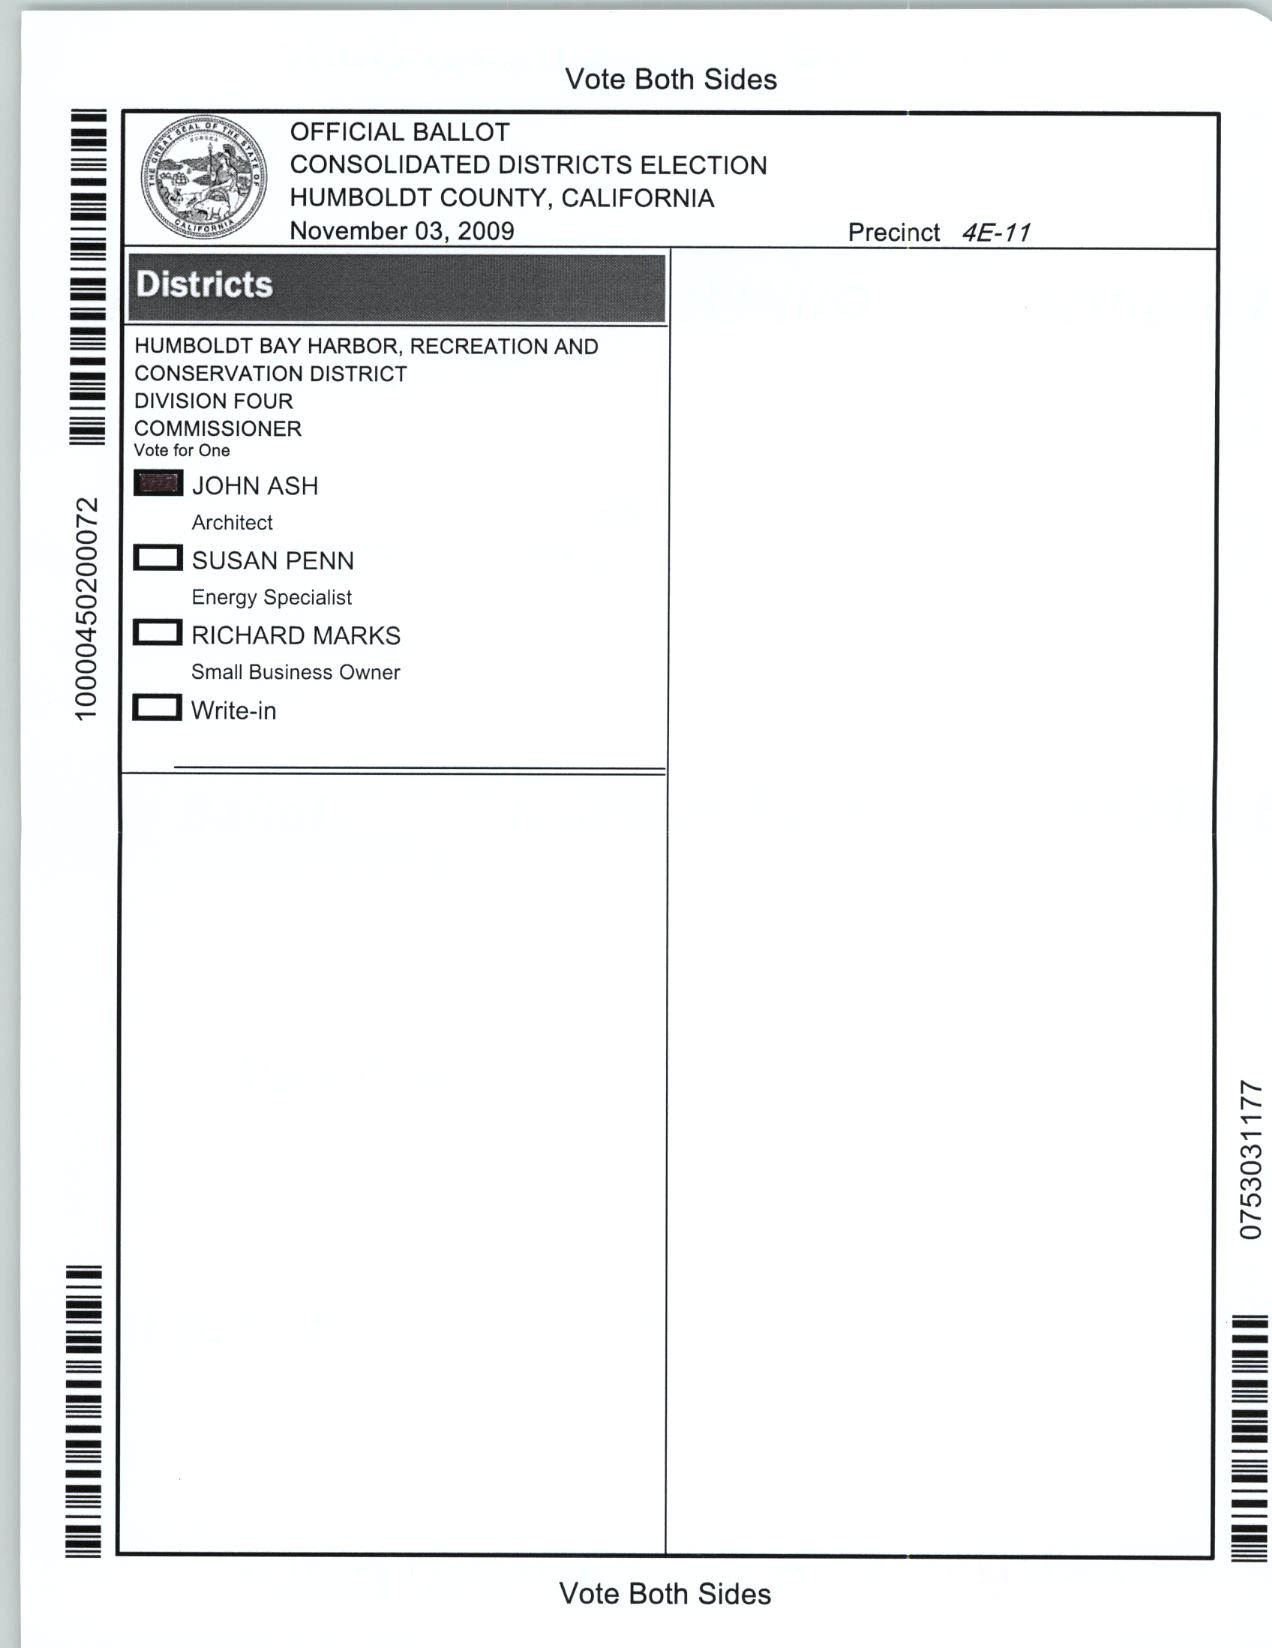 Vote Both Sides
OFFICIAL BALLOT
CONSOLIDATED DISTRICTS ELECTION
HUMBOLDT COUNTY, CALIFORNIA
November 03, 2009
Precinct 4E-11
THE GREAT SEAL OF THE STATE OF CALIFORNIA
EUREKA
Districts
HUMBOLDT BAY HARBOR, RECREATION AND
CONSERVATION DISTRICT
DIVISION FOUR
COMMISSIONER
Vote for One
JOHN ASH
Architect
SUSAN PENN
Energy Specialist
RICHARD MARKS
Small Business Owner
Write-in
10000450200072
0753031177
Vote Both Sides